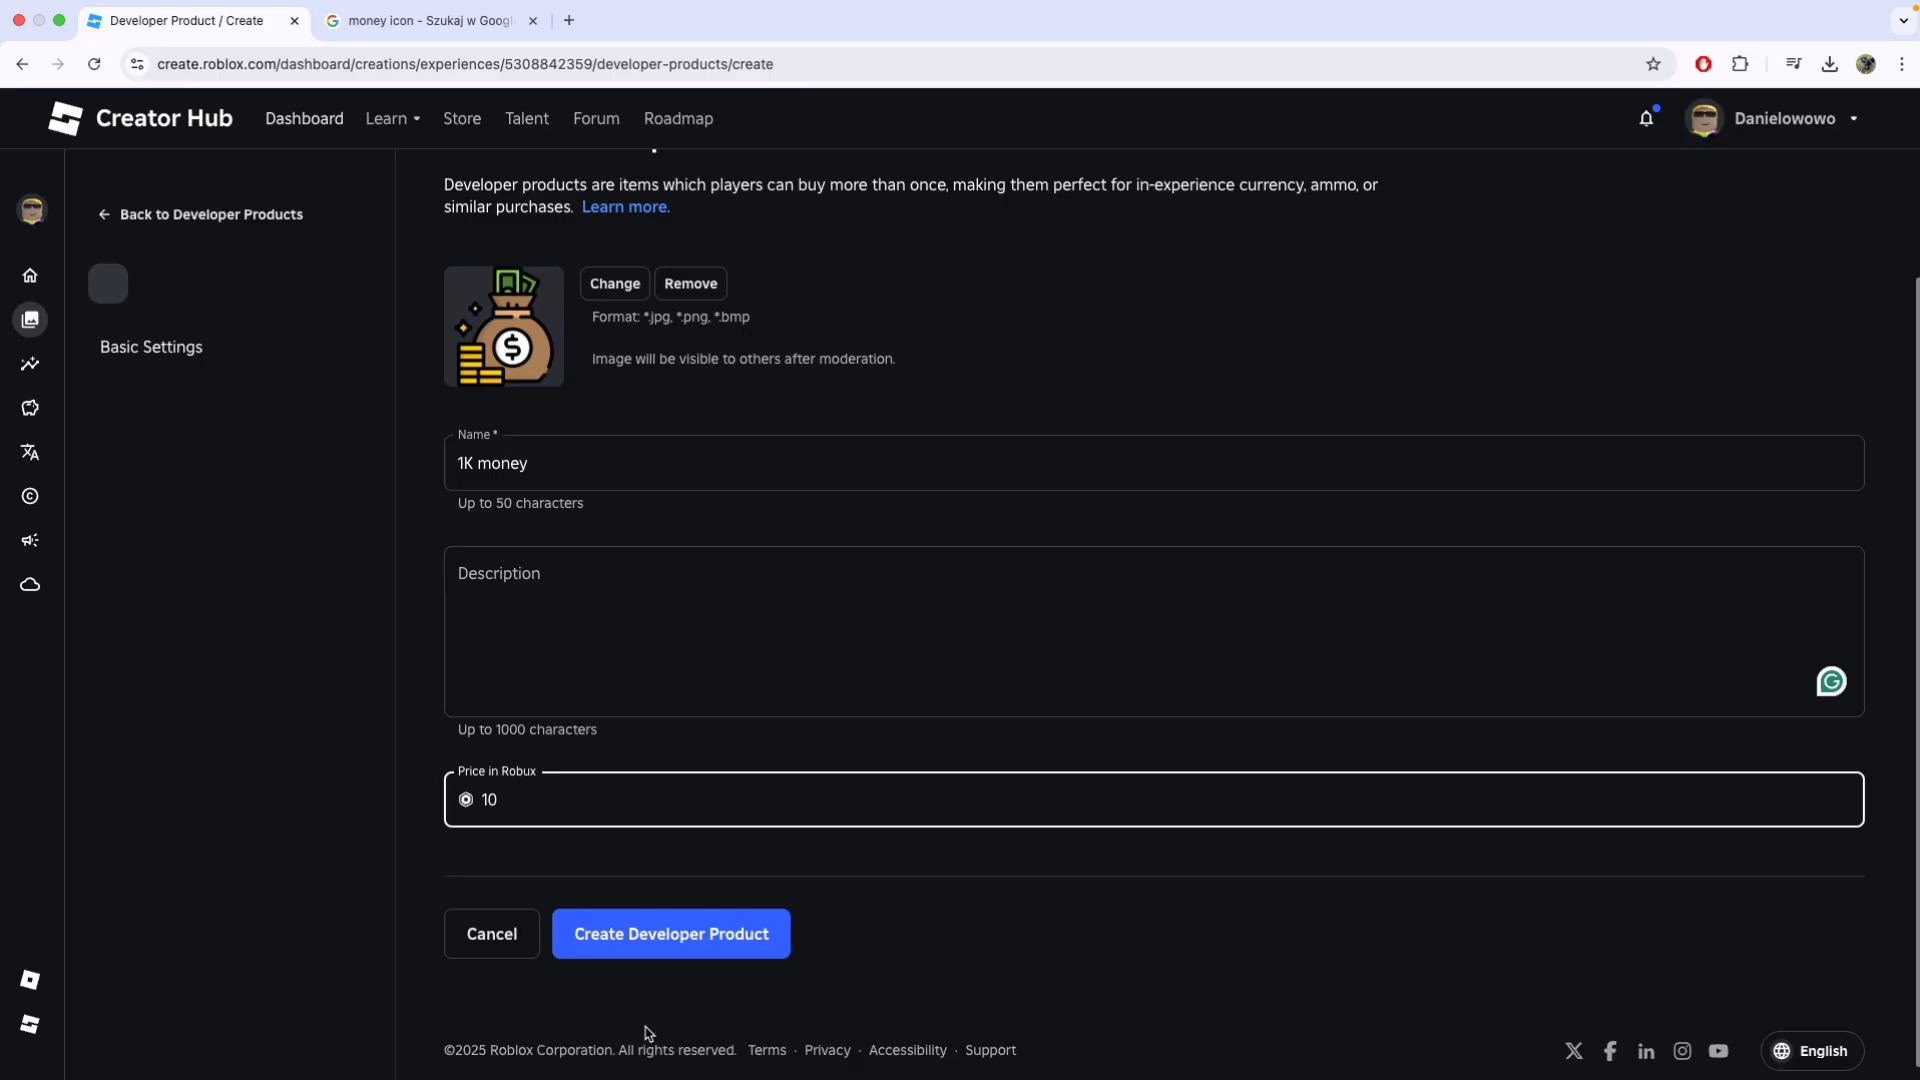 Developer Product / Create
money icon - Szukaj w Googl
create.roblox.com/dashboard/creations/experiences/5308842359/developer-products/create
Creator Hub
Dashboard
Learn
Store
Talent
Forum
Roadmap
Danielowowo
Developer products are items which players can buy more than once, making them perfect for in-experience currency, ammo, or
similar purchases. Learn more.
Back to Developer Products
Change
Remove
Format: *.jpg, *.png, *.bmp
Image will be visible to others after moderation.
Basic Settings
Name*
1K money
Up to 50 characters
Description
Up to 1000 characters
Price in Robux
10
Cancel
Create Developer Product
©2025 Roblox Corporation. All rights reserved.
Terms · Privacy · Accessibility · Support
English